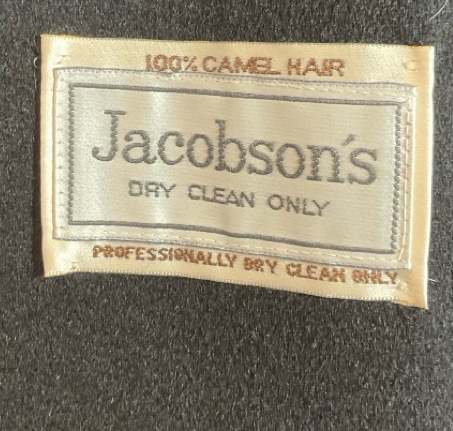 100% CAMEL HAIR
Jacobson's
DRY CLEAN ONLY
PROFESSIONALLY DRY CLEAN ONLY